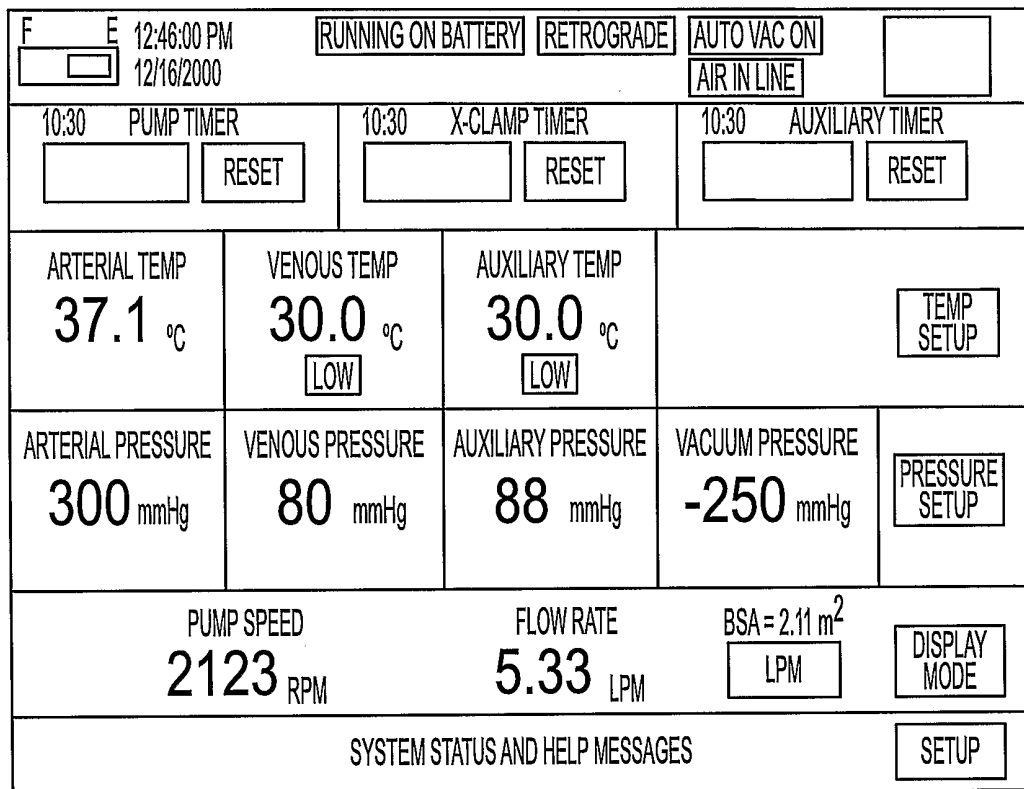 F E 12:46:00 PM RUNNING ON BATTERY RETROGRADE AUTO VAC ON
12/16/2000 AIR IN LINE
10:30 PUMP TIMER 10:30 X-CLAMP TIMER 10:30 AUXILIARY TIMER
RESET RESET RESET
ARTERIAL TEMP VENOUS TEMP AUXILIARY TEMP
37.1 ºC 30.0 ºC 30.0 ºC TEMP SETUP
LOW LOW
ARTERIAL PRESSURE VENOUS PRESSURE AUXILIARY PRESSURE VACUUM PRESSURE
300 mmHg 80 mmHg 88 mmHg -250 mmHg PRESSURE SETUP
PUMP SPEED FLOW RATE BSA = 2.11 m²
2123 RPM 5.33 LPM LPM DISPLAY MODE
SYSTEM STATUS AND HELP MESSAGES SETUP